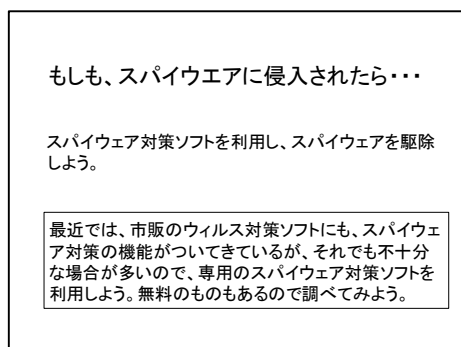 もしも、スパイウエアに侵入されたら・・・
スパイウェア対策ソフトを利用し、スパイウェアを駆除
しよう。
最近では、市販のウィルス対策ソフトにも、スパイウェ
ア対策の機能がついてきているが、それでも不十分
な場合が多いので、専用のスパイウェア対策ソフトを
利用しよう。無料のものもあるので調べてみよう。